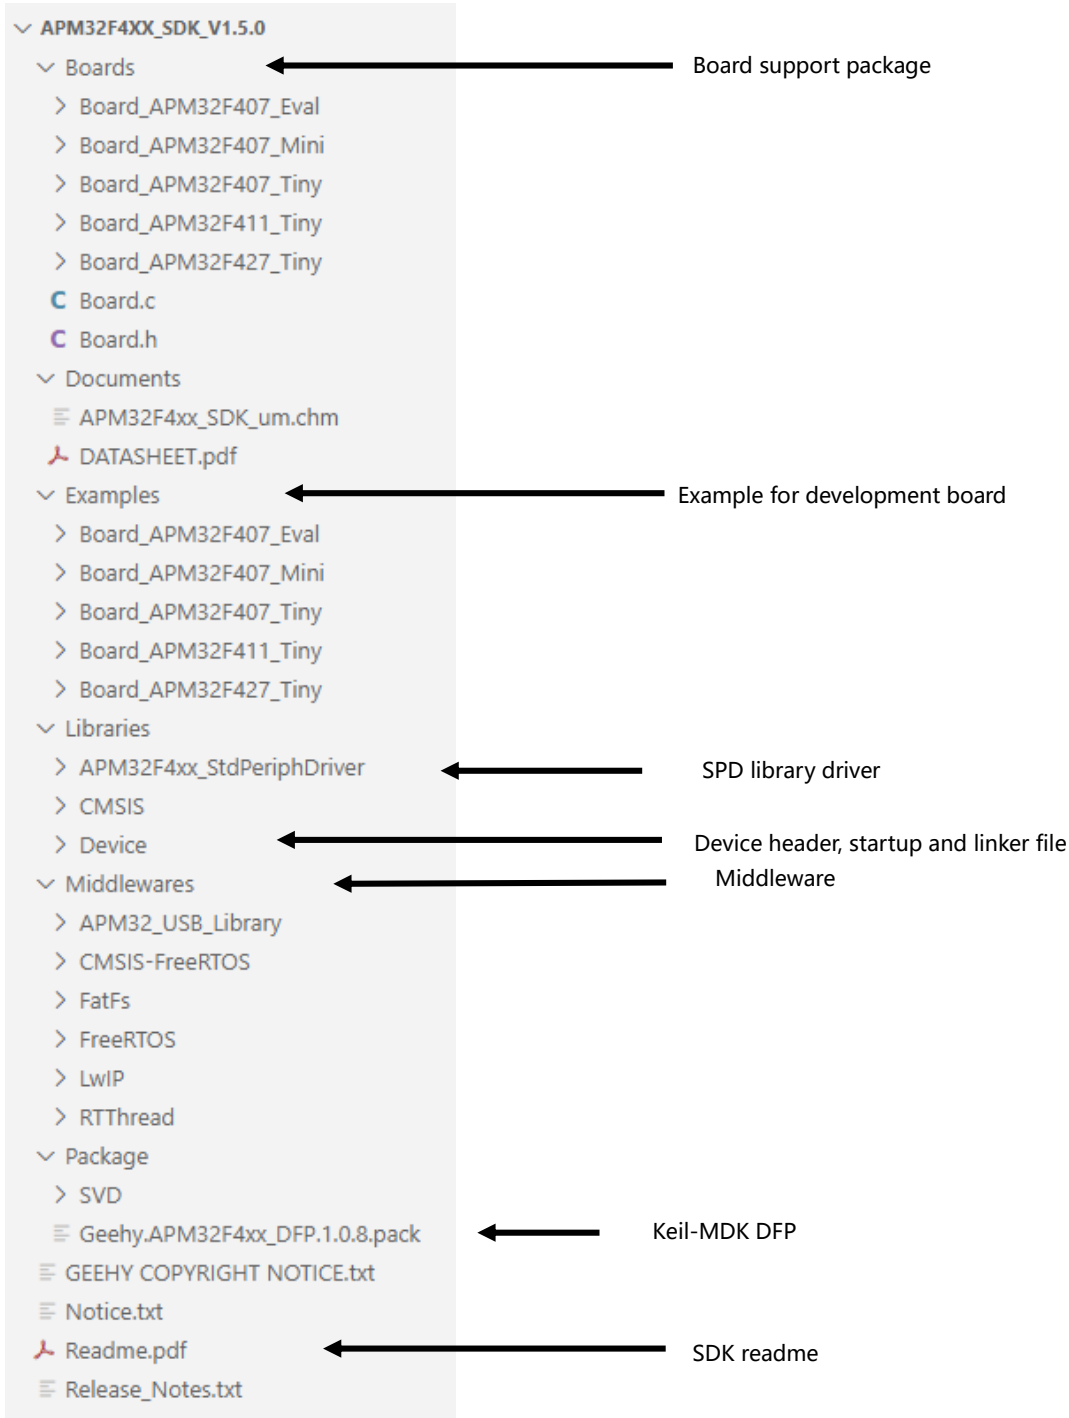 APM32F4XX_SDK_V1.5.0
Boards
Board support package
Board_APM32F407_Eval
Board_APM32F407_Mini
Board_APM32F407_Tiny
Board_APM32F411_Tiny
Board_APM32F427_Tiny
C Board.c
C Board.h
Documents
APM32F4xx_SDK_um.chm
DATASHEET.pdf
Examples
Example for development board
Board_APM32F407_Eval
Board_APM32F407_Mini
Board_APM32F407_Tiny
Board_APM32F411_Tiny
Board_APM32F427_Tiny
Libraries
APM32F4xx_StdPeriphDriver
SPD library driver
CMSIS
Device
Device header, startup and linker file
Middlewares
Middleware
APM32_USB_Library
CMSIS-FreeRTOS
FatFs
FreeRTOS
LwIP
RTThread
Package
SVD
Geehy.APM32F4xx_DFP.1.0.8.pack
Keil-MDK DFP
GEEHY COPYRIGHT NOTICE.txt
Notice.txt
Readme.pdf
SDK readme
Release_Notes.txt